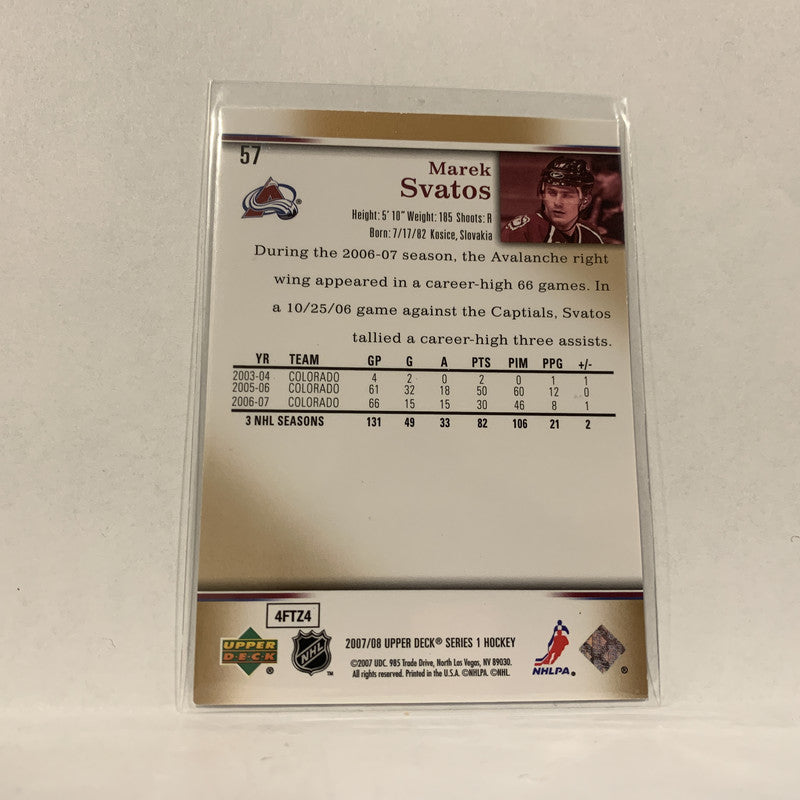 57
Marek
Svatos
Height: 5' 10" Weight: 185 Shoots: R
Born: 7/17/82 Kosice, Slovakia
During the 2006-07 season, the Avalanche right
wing appeared in a career-high 66 games. In
a 10/25/06 game against the Captials, Svatos
tallied a career-high three assists.
YR TEAM GP G A PTS PIM PPG +/-
2003-04 COLORADO 4 2 0 2 0 1 1
2005-06 COLORADO 61 32 18 50 60 12 0
2006-07 COLORADO 66 15 15 30 46 8 1
3 NHL SEASONS 131 49 33 82 106 21 2
4FTZ4
UPPER
DECK ®
NHL ™
2007/08 UPPER DECK® SERIES 1 HOCKEY
©2007 UDC. 985 Trade Drive, North Las Vegas, NV 89030.
All rights reserved. Printed in the U.S.A. ©NHLPA. ©NHL.
NHLPA. ®
®